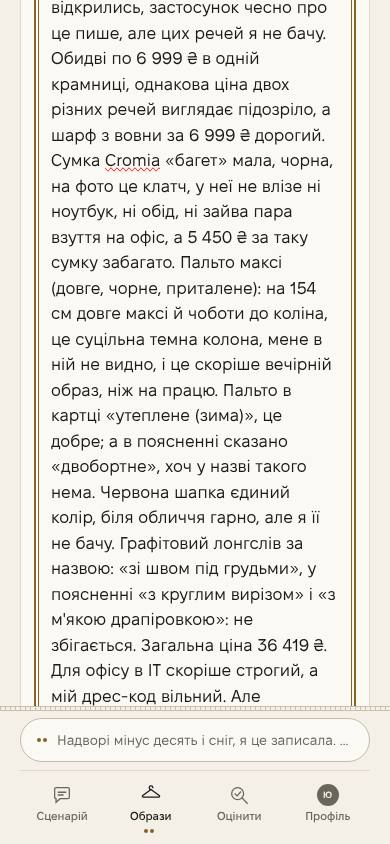 відкрились, застосунок чесно про
це пише, але цих речей я не бачу.
Обидві по 6 999 ₴ в одній
крамниці, однакова ціна двох
різних речей виглядає підозріло, а
шарф з вовни за 6 999 ₴ дорогий.
Сумка Cromia «багет» мала, чорна,
на фото це клатч, у неї не влізе ні
ноутбук, ні обід, ні зайва пара
взуття на офіс, а 5 450 ₴ за таку
сумку забагато. Пальто максі
(довге, чорне, приталене): на 154
см довге максі й чоботи до коліна,
це суцільна темна колона, мене в
ній не видно, і це скоріше вечірній
образ, ніж на працю. Пальто в
картці «утеплене (зима)», це
добре; а в поясненні сказано
«двобортне», хоч у назві такого
нема. Червона шапка єдиний
колір, біля обличчя гарно, але я її
не бачу. Графітовий лонгслів за
назвою: «зі швом під грудьми», у
поясненні «з круглим вирізом» і «з
м'якою драпіровкою»: не
збігається. Загальна ціна 36 419 ₴.
Для офісу в ІТ скоріше строгий, а
мій дрес-код вільний. Але
Надворі мінус десять і сніг, я це записала. ...
Сценарій
Образи
Оцінити
Ю
Профіль